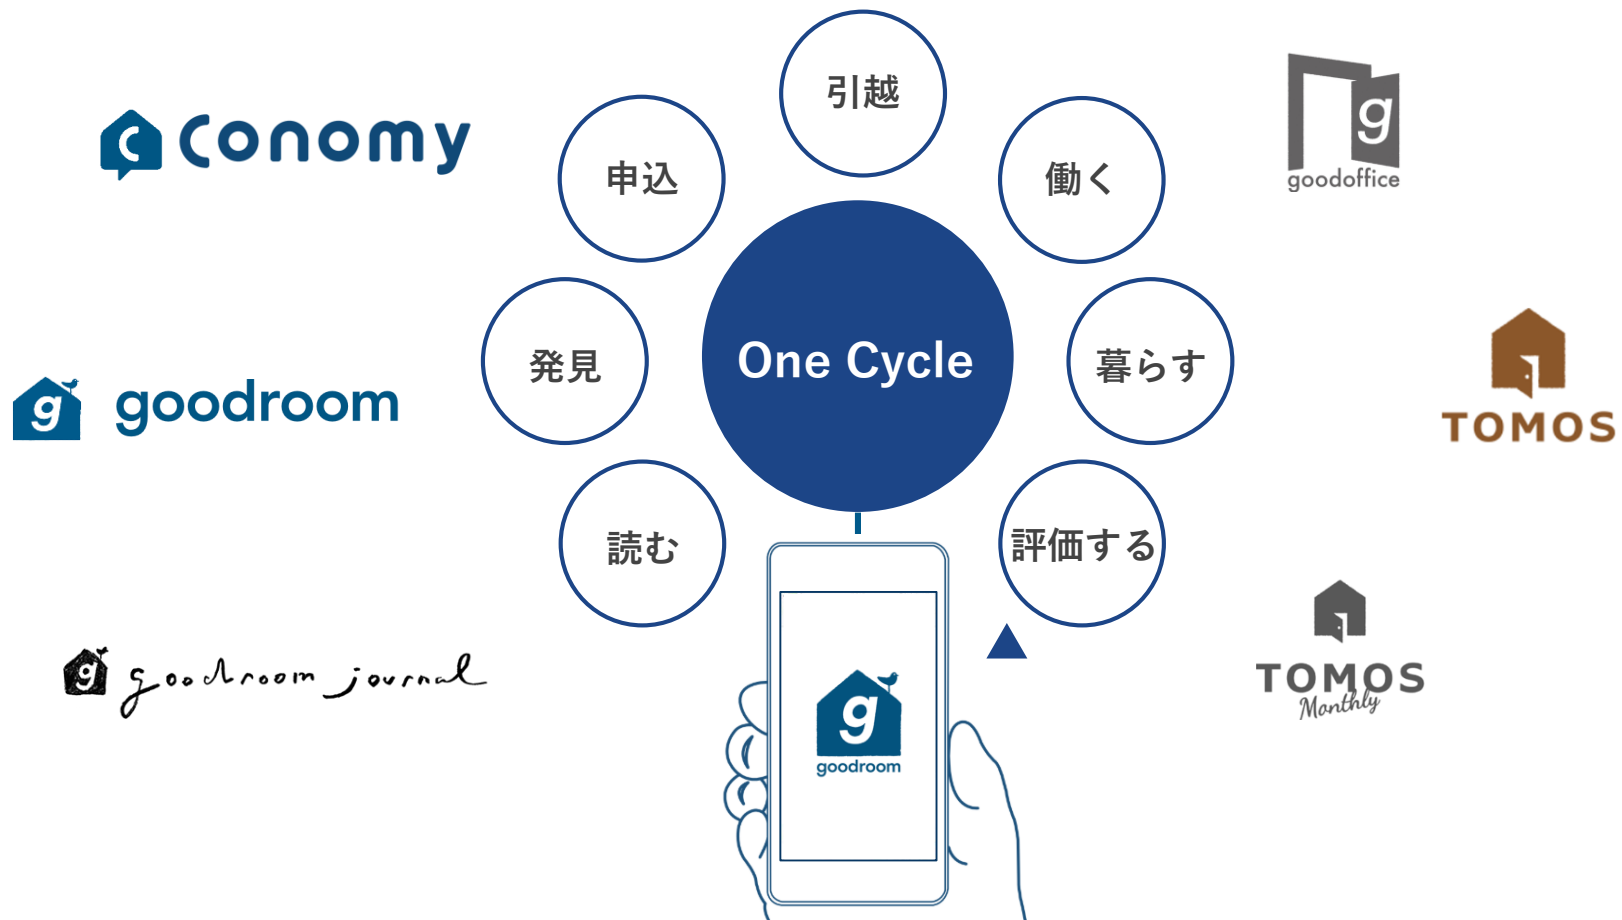 引越
申込
働く
conomy
goodoffice
発見
One Cycle
暮らす
goodroom
TOMOS
読む
評価する
goodroom journal
TOMOS
Monthly
g
goodroom